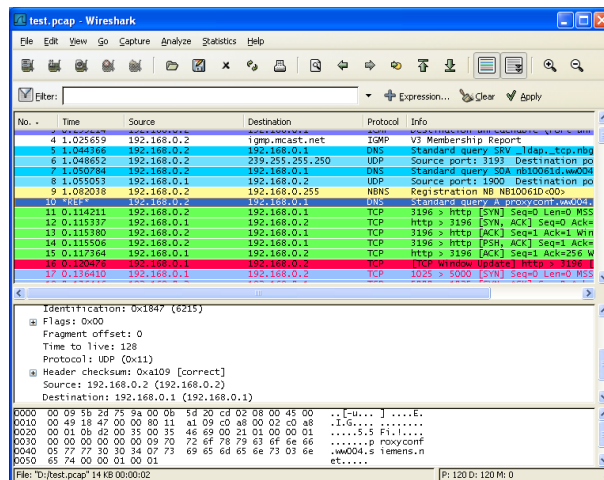 test.pcap - Wireshark
File Edit View Go Capture Analyze Statistics Help
Filter: Expression... Clear Apply
No. . Time Source Destination Protocol Info
4 1.025659 192.168.0.2 igmp.mcast.net IGMP V3 Membership Report
5 1.044366 192.168.0.2 192.168.0.1 DNS Standard query SRV _ldap._tcp.nbg
6 1.048652 192.168.0.2 239.255.255.250 UDP Source port: 3193 Destination po
7 1.050784 192.168.0.2 192.168.0.1 DNS Standard query SOA nb10061d.ww004
8 1.055053 192.168.0.1 192.168.0.2 UDP Source port: 1900 Destination po
9 1.082038 192.168.0.2 192.168.0.255 NBNS Registration NB NB10061D<00>
10 *REF* 192.168.0.2 192.168.0.1 DNS Standard query A proxyconf.ww004.
11 0.114211 192.168.0.2 192.168.0.1 TCP 3196 > http [SYN] Seq=0 Len=0 MSS
12 0.115337 192.168.0.1 192.168.0.2 TCP http > 3196 [SYN, ACK] Seq=0 Ack=
13 0.115380 192.168.0.2 192.168.0.1 TCP 3196 > http [ACK] Seq=1 Ack=1 Win
14 0.115506 192.168.0.2 192.168.0.1 TCP 3196 > http [PSH, ACK] Seq=1 Ack=
15 0.117364 192.168.0.1 192.168.0.2 TCP http > 3196 [ACK] Seq=1 Ack=256 W
16 0.120476 192.168.0.1 192.168.0.2 TCP [TCP Window Update] http > 3196 [
17 0.136410 192.168.0.1 192.168.0.2 TCP 1025 > 5000 [SYN] Seq=0 Len=0 MSS
Identification: 0x1847 (6215)
Flags: 0x00
Fragment offset: 0
Time to live: 128
Protocol: UDP (0x11)
Header checksum: 0xa109 [correct]
Source: 192.168.0.2 (192.168.0.2)
Destination: 192.168.0.1 (192.168.0.1)
0000 00 09 5b 2d 75 9a 00 0b 5d 20 cd 02 08 00 45 00 ..[-u... ] ....E.
0010 00 49 18 47 00 00 80 11 a1 09 c0 a8 00 02 c0 a8 .I.G.... ........
0020 00 01 0b d2 00 35 00 35 46 69 00 21 01 00 00 01 .....5.5 Fi.!....
0030 00 00 00 00 00 00 09 70 72 6f 78 79 63 6f 6e 66 .......p roxyconf
0040 05 77 77 30 30 34 07 73 69 65 6d 65 6e 73 03 6e .ww004.s iemens.n
0050 65 74 00 00 01 00 01 et.....
File: "D:/test.pcap" 14 KB 00:00:02 P: 120 D: 120 M: 0